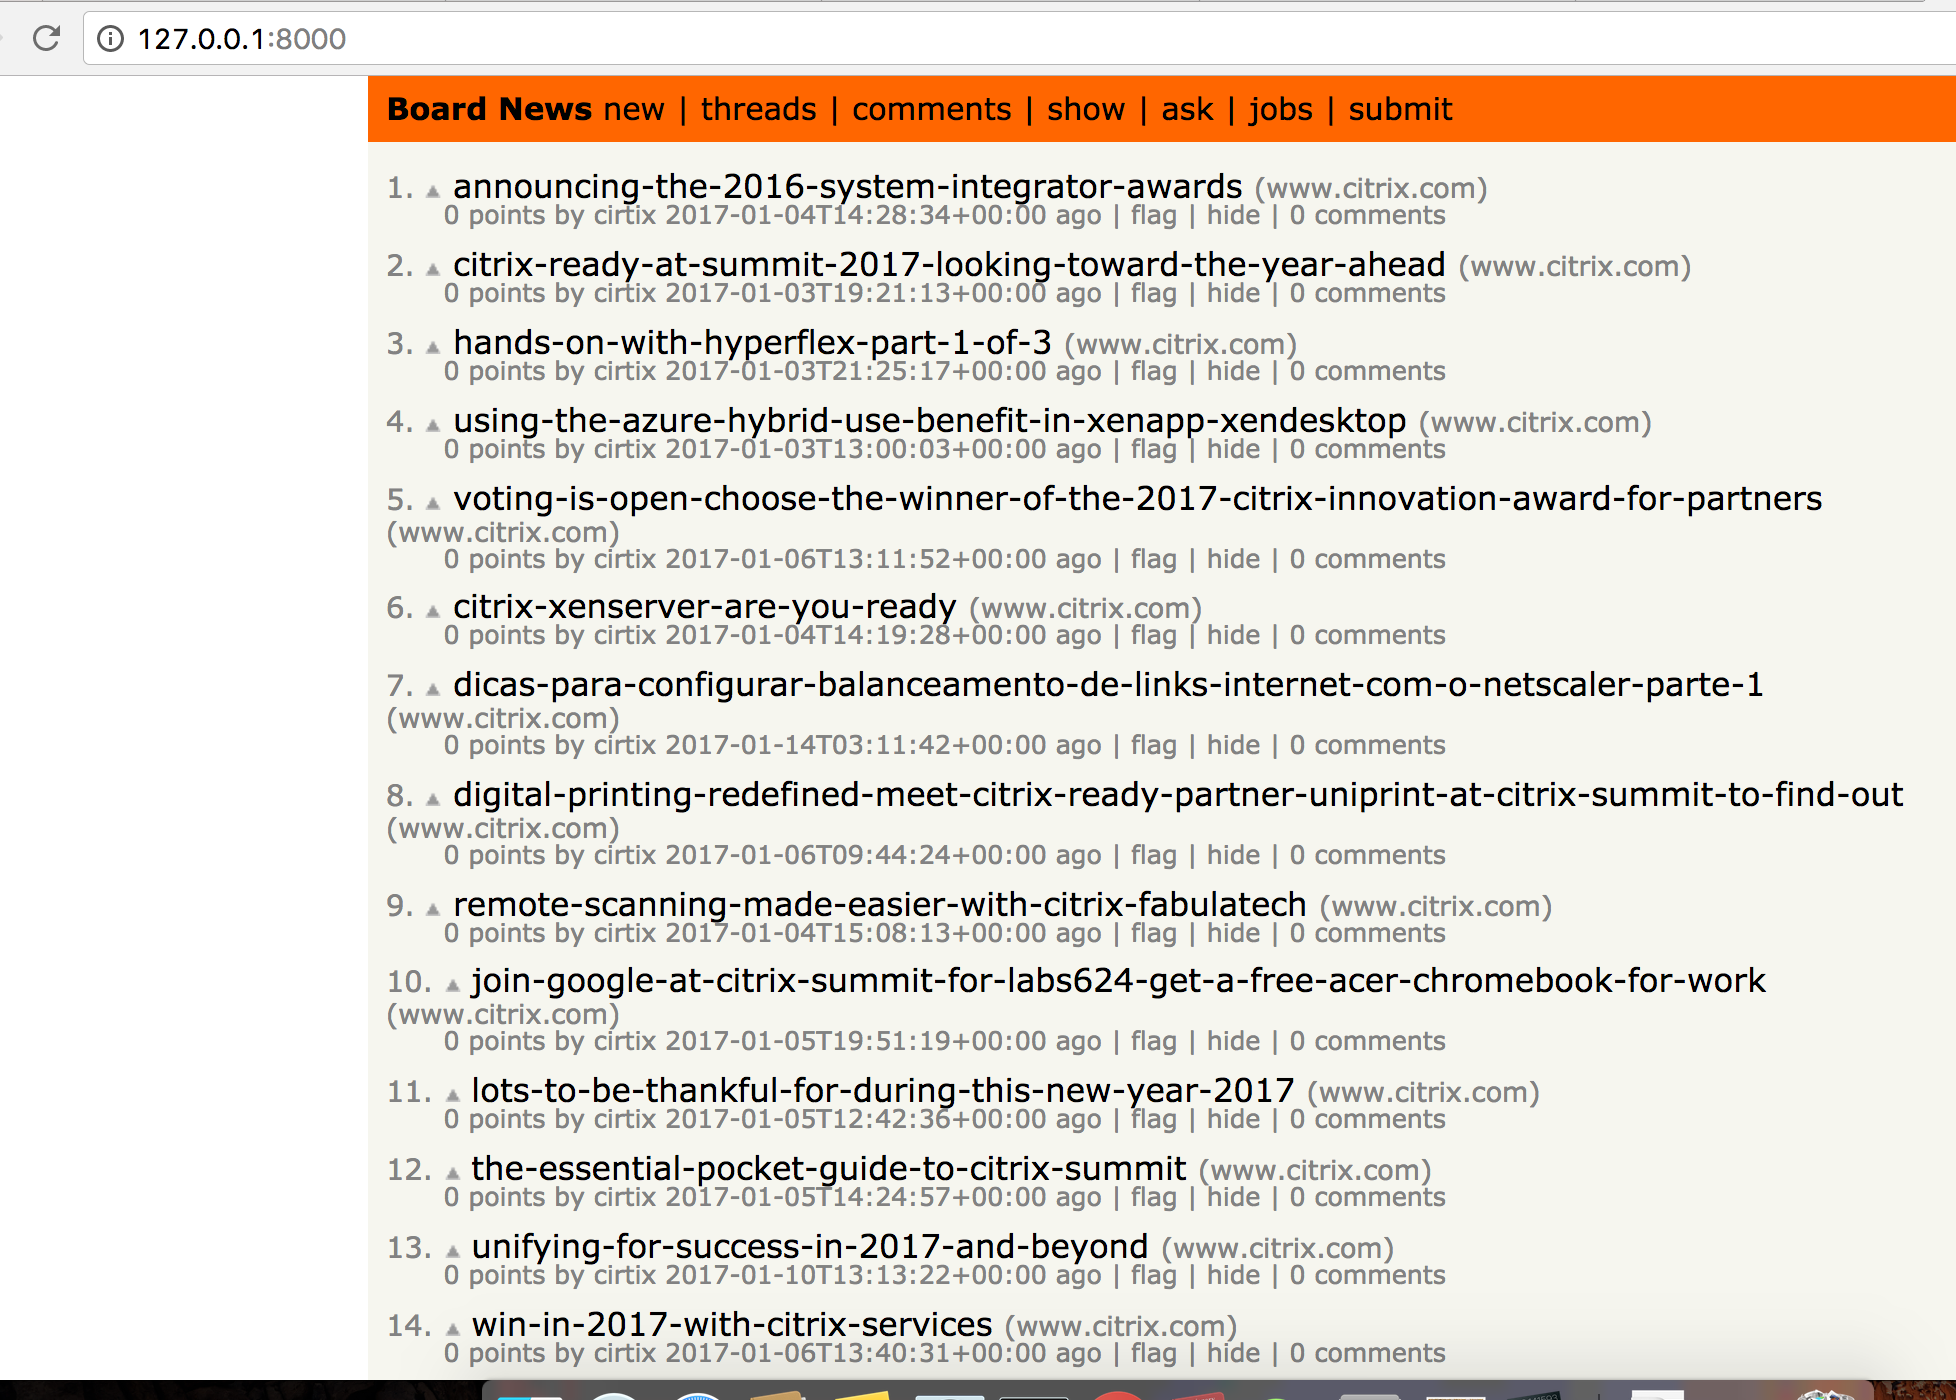 127.0.0.1:8000
Board News new | threads | comments | show | ask | jobs | submit
1. announcing-the-2016-system-integrator-awards (www.citrix.com)
0 points by cirtix 2017-01-04T14:28:34+00:00 ago | flag | hide | 0 comments
2. citrix-ready-at-summit-2017-looking-toward-the-year-ahead (www.citrix.com)
0 points by cirtix 2017-01-03T19:21:13+00:00 ago | flag | hide | 0 comments
3. hands-on-with-hyperflex-part-1-of-3 (www.citrix.com)
0 points by cirtix 2017-01-03T21:25:17+00:00 ago | flag | hide | 0 comments
4. using-the-azure-hybrid-use-benefit-in-xenapp-xendesktop (www.citrix.com)
0 points by cirtix 2017-01-03T13:00:03+00:00 ago | flag | hide | 0 comments
5. voting-is-open-choose-the-winner-of-the-2017-citrix-innovation-award-for-partners
(www.citrix.com)
0 points by cirtix 2017-01-06T13:11:52+00:00 ago | flag | hide | 0 comments
6. citrix-xenserver-are-you-ready (www.citrix.com)
0 points by cirtix 2017-01-04T14:19:28+00:00 ago | flag | hide | 0 comments
7. dicas-para-configurar-balanceamento-de-links-internet-com-o-netscaler-parte-1
(www.citrix.com)
0 points by cirtix 2017-01-14T03:11:42+00:00 ago | flag | hide | 0 comments
8. digital-printing-redefined-meet-citrix-ready-partner-uniprint-at-citrix-summit-to-find-out
(www.citrix.com)
0 points by cirtix 2017-01-06T09:44:24+00:00 ago | flag | hide | 0 comments
9. remote-scanning-made-easier-with-citrix-fabulatech (www.citrix.com)
0 points by cirtix 2017-01-04T15:08:13+00:00 ago | flag | hide | 0 comments
10. join-google-at-citrix-summit-for-labs624-get-a-free-acer-chromebook-for-work
(www.citrix.com)
0 points by cirtix 2017-01-05T19:51:19+00:00 ago | flag | hide | 0 comments
11. lots-to-be-thankful-for-during-this-new-year-2017 (www.citrix.com)
0 points by cirtix 2017-01-05T12:42:36+00:00 ago | flag | hide | 0 comments
12. the-essential-pocket-guide-to-citrix-summit (www.citrix.com)
0 points by cirtix 2017-01-05T14:24:57+00:00 ago | flag | hide | 0 comments
13. unifying-for-success-in-2017-and-beyond (www.citrix.com)
0 points by cirtix 2017-01-10T13:13:22+00:00 ago | flag | hide | 0 comments
14. win-in-2017-with-citrix-services (www.citrix.com)
0 points by cirtix 2017-01-06T13:40:31+00:00 ago | flag | hide | 0 comments